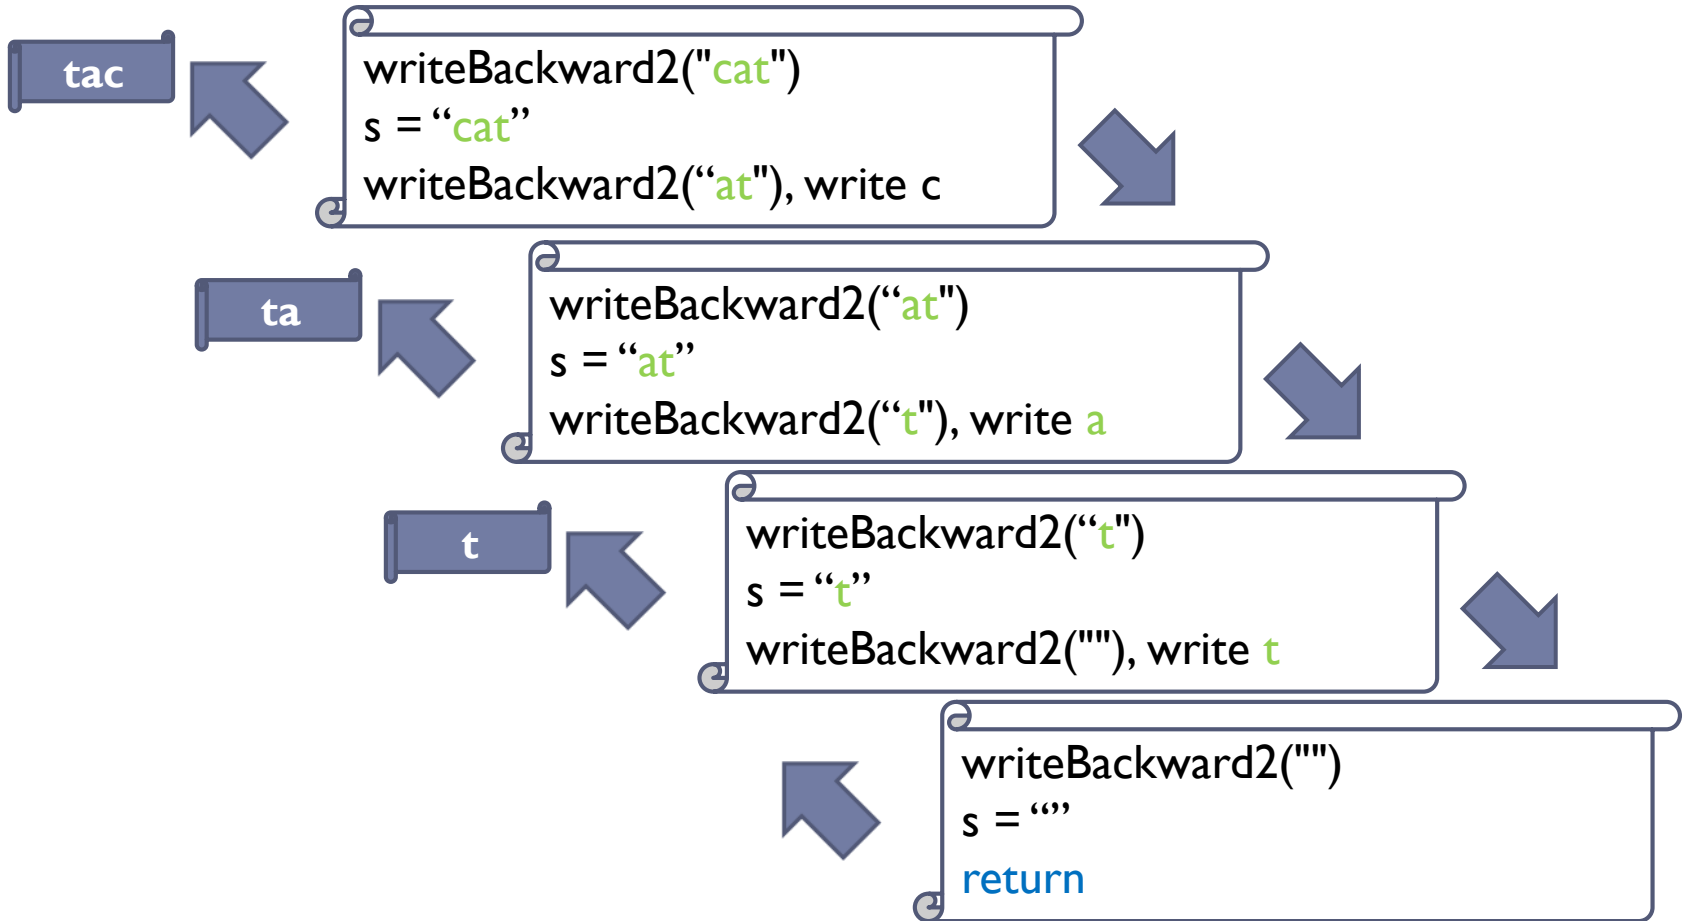 tac
writeBackward2("cat")
s = “cat”
writeBackward2(“at"), write c
ta
writeBackward2(“at")
s = “at”
writeBackward2(“t"), write a
t
writeBackward2(“t")
s = “t”
writeBackward2(""), write t
writeBackward2("")
s = “”
return